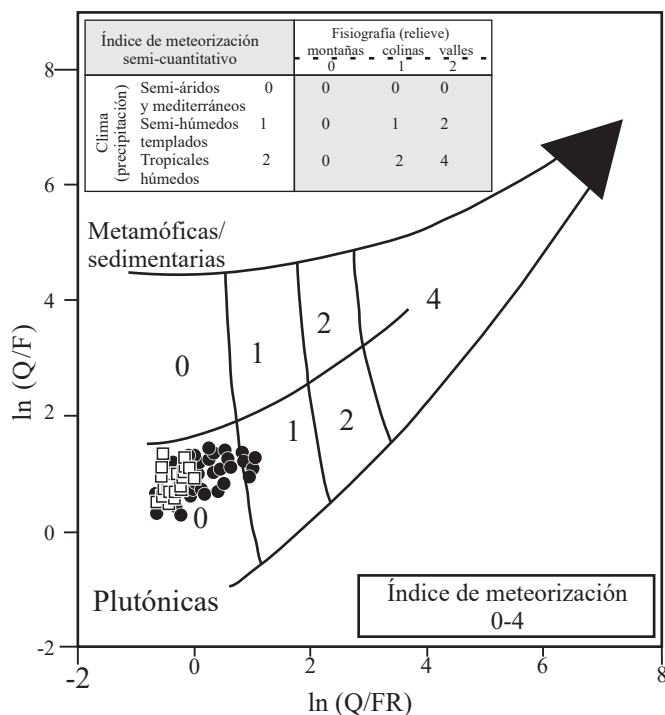 Índice de meteorización
semi-cuantitativo
Fisiografía (relieve)
montañas colinas valles
0 1 2
Clima
(precipitación)
Semi-áridos 0 0 0 0
y mediterráneos
Semi-húmedos 1 0 1 2
templados
Tropicales 2 0 2 4
húmedos
8
6
4
2
0
-2
ln (Q/F)
Metamóficas/
sedimentarias
0 1 2 4
0 1 2
Plutónicas
Índice de meteorización
0-4
-2 0 2 4 6 8
ln (Q/FR)